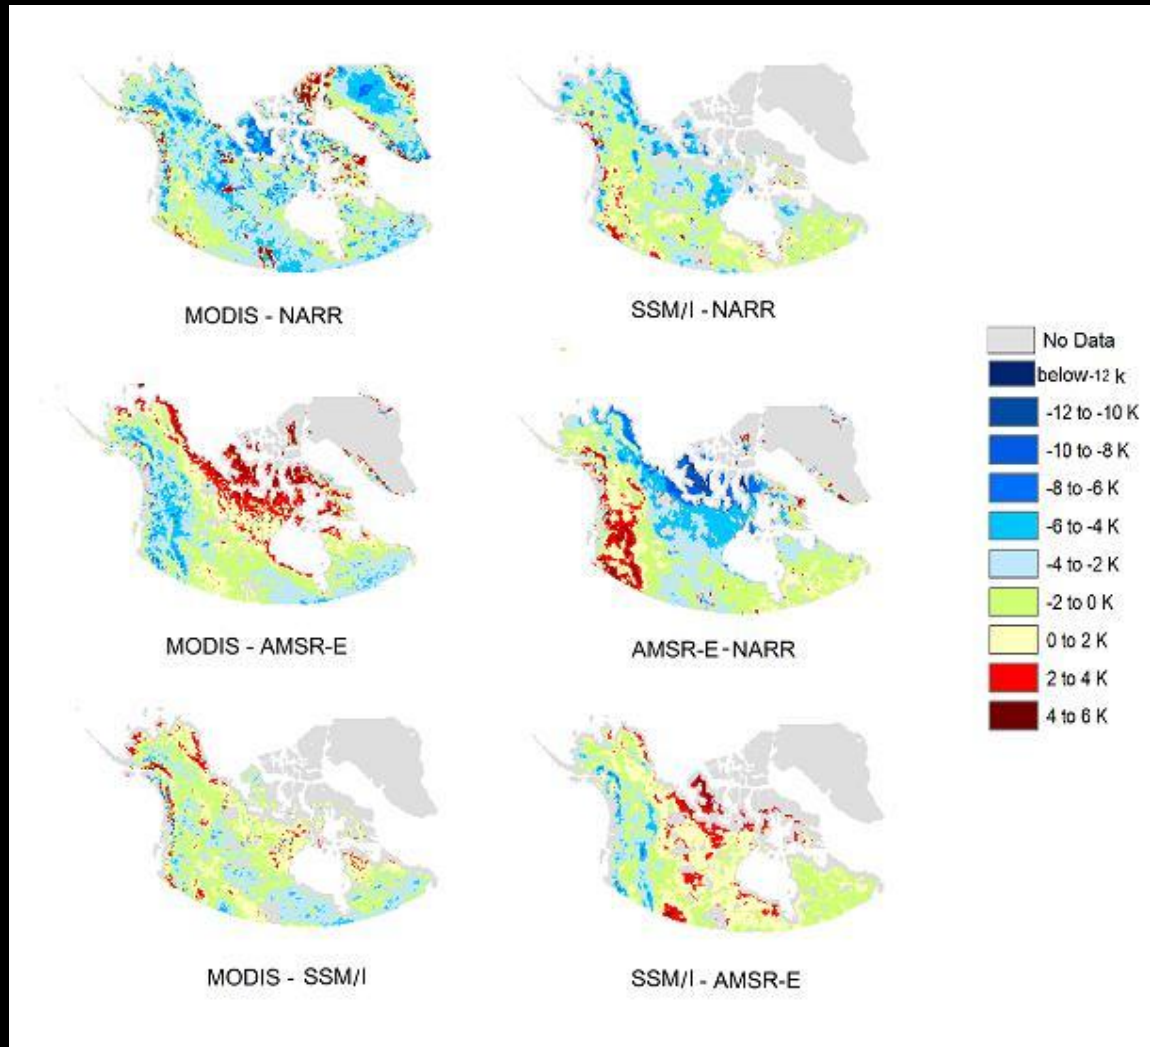 MODIS - NARR
SSM/I - NARR
MODIS - AMSR-E
AMSR-E - NARR
MODIS - SSM/I
SSM/I - AMSR-E
No Data
below -12 k
-12 to -10 K
-10 to -8 K
-8 to -6 K
-6 to -4 K
-4 to -2 K
-2 to 0 K
0 to 2 K
2 to 4 K
4 to 6 K